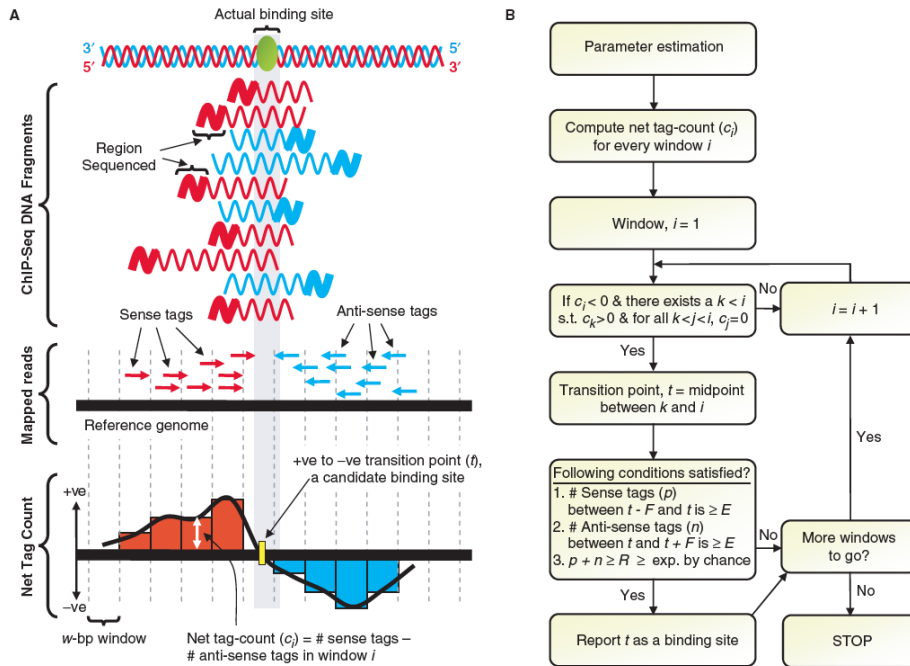 A
Actual binding site
3′
5′
5′
3′
ChIP-Seq DNA Fragments
Region
Sequenced
Sense tags
Anti-sense
tags
Mapped reads
Reference genome
+ve to –ve transition point (t),
a candidate binding site
Net Tag Count
+ve
–ve
w-bp window
Net tag-count (ci) = # sense tags –
# anti-sense tags in window i
B
Parameter estimation
Compute net tag-count (ci)
for every window i
Window, i = 1
If ci < 0 & there exists a k < i
s.t. ck>0 & for all k<j<i, cj=0
No
i = i + 1
Yes
Transition point, t = midpoint
between k and i
Yes
Following conditions satisfied?
1. # Sense tags (p)
between t - F and t is ≥ E
2. # Anti-sense tags (n)
between t and t + F is ≥ E
3. p + n ≥ R ≥ exp. by chance
No
More windows
to go?
Yes
No
Report t as a binding site
STOP